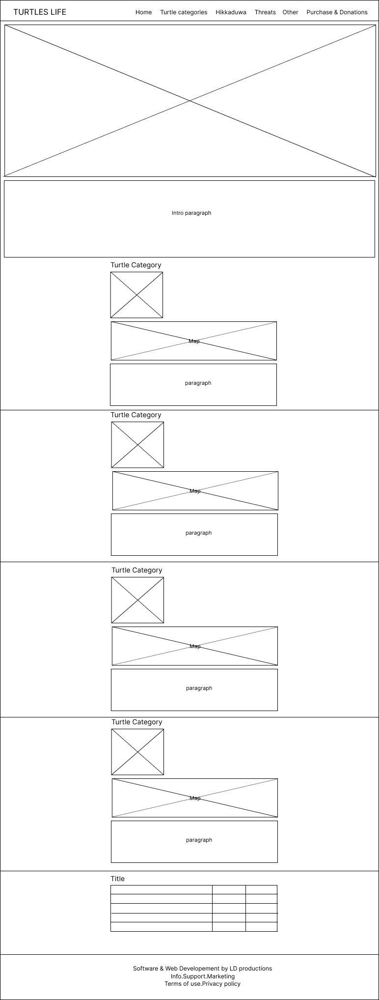 TURTLES LIFE
Home Turtle categories Hikkaduwa Threats Other Purchase & Donations
Intro paragraph
Turtle Category
Map
paragraph
Turtle Category
Map
paragraph
Turtle Category
Map
paragraph
Turtle Category
Map
paragraph
Title
Software & Web Developement by LD productions
Info.Support.Marketing
Terms of use.Privacy policy